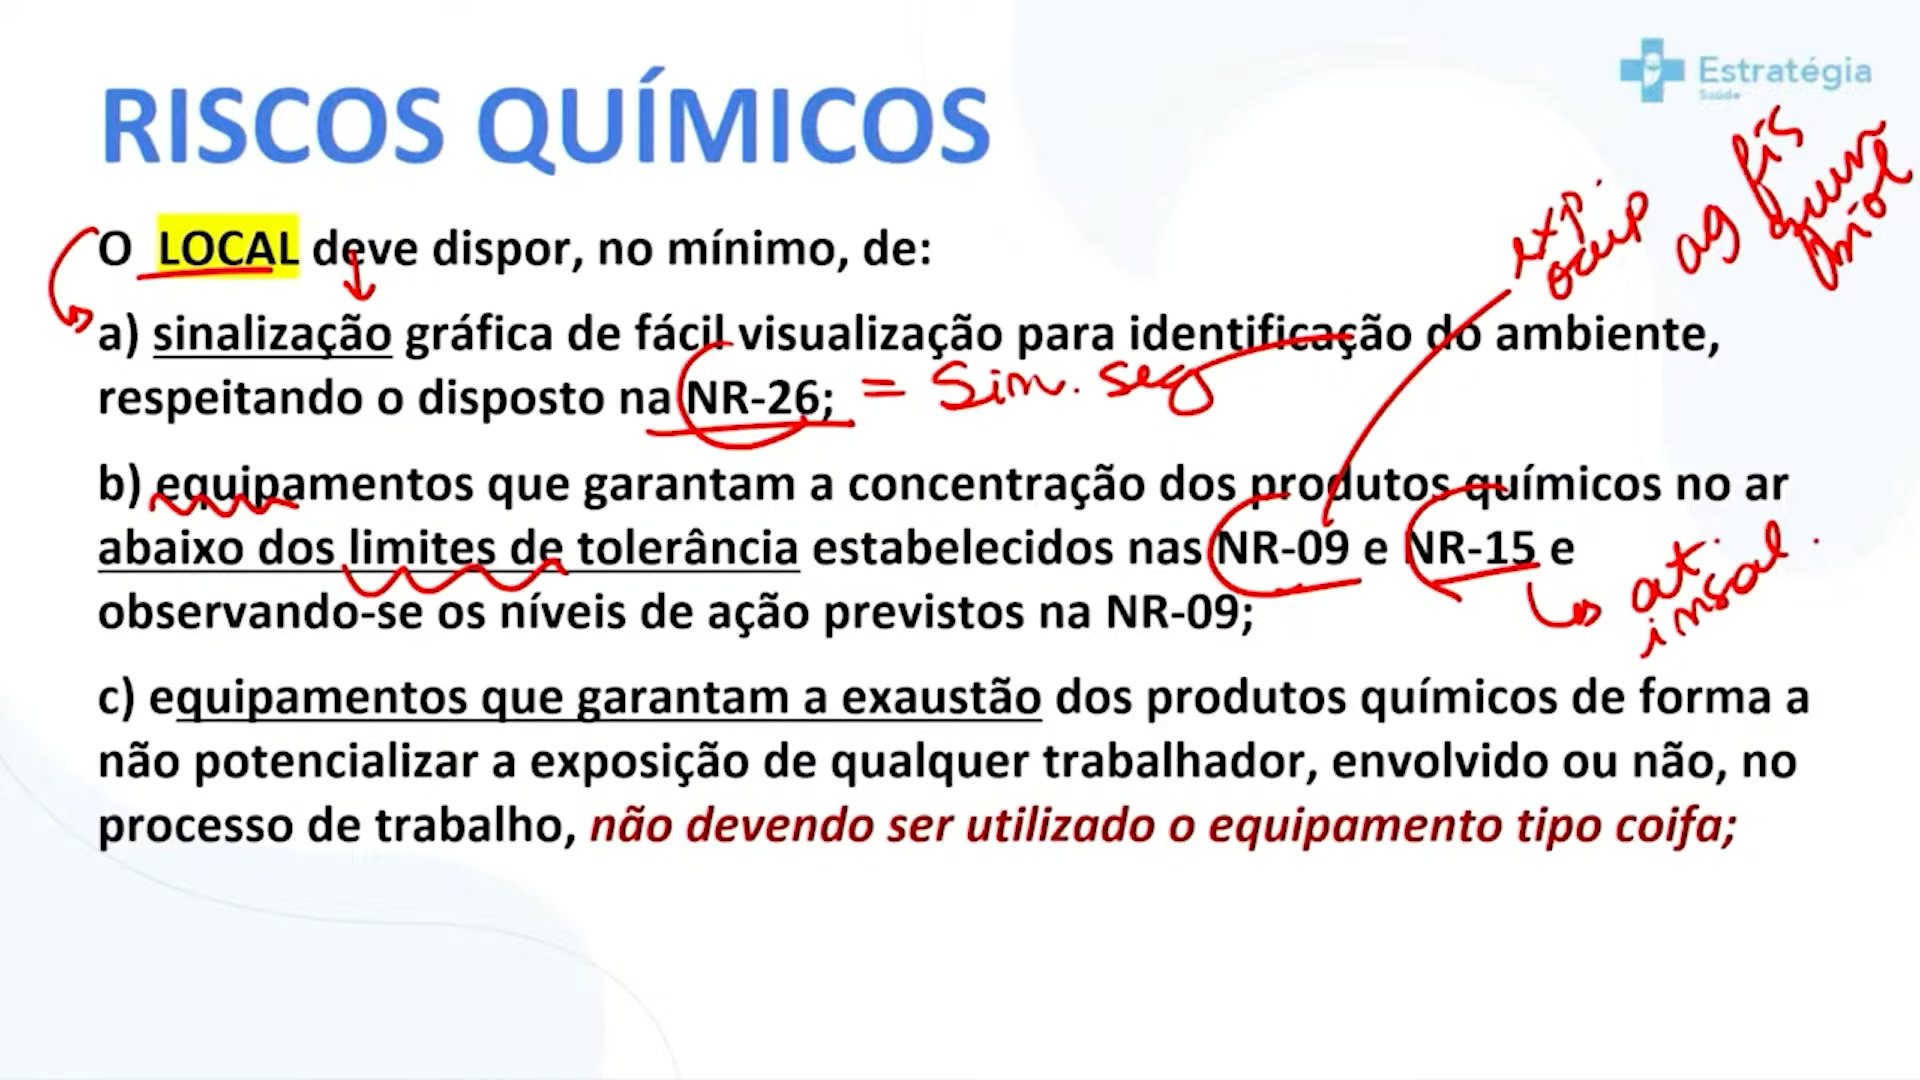 Estratégia
Saúde
RISCOS QUÍMICOS
O LOCAL deve dispor, no mínimo, de:
a) sinalização gráfica de fácil visualização para identificação do ambiente,
respeitando o disposto na NR-26; = Sin. seg
b) equipamentos que garantam a concentração dos produtos químicos no ar
abaixo dos limites de tolerância estabelecidos nas NR-09 e NR-15 e
observando-se os níveis de ação previstos na NR-09;
c) equipamentos que garantam a exaustão dos produtos químicos de forma a
não potencializar a exposição de qualquer trabalhador, envolvido ou não, no
processo de trabalho, não devendo ser utilizado o equipamento tipo coifa;
exp.
ocup
ag fís
quím
biol
at.
insal.